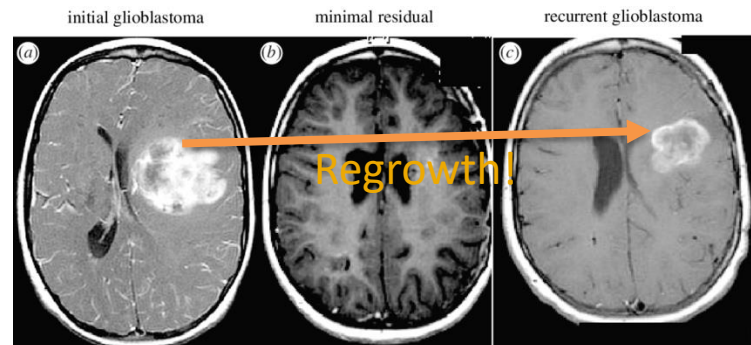 initial glioblastoma
minimal residual
recurrent glioblastoma
(a)
(b)
(c)
Regrowth!